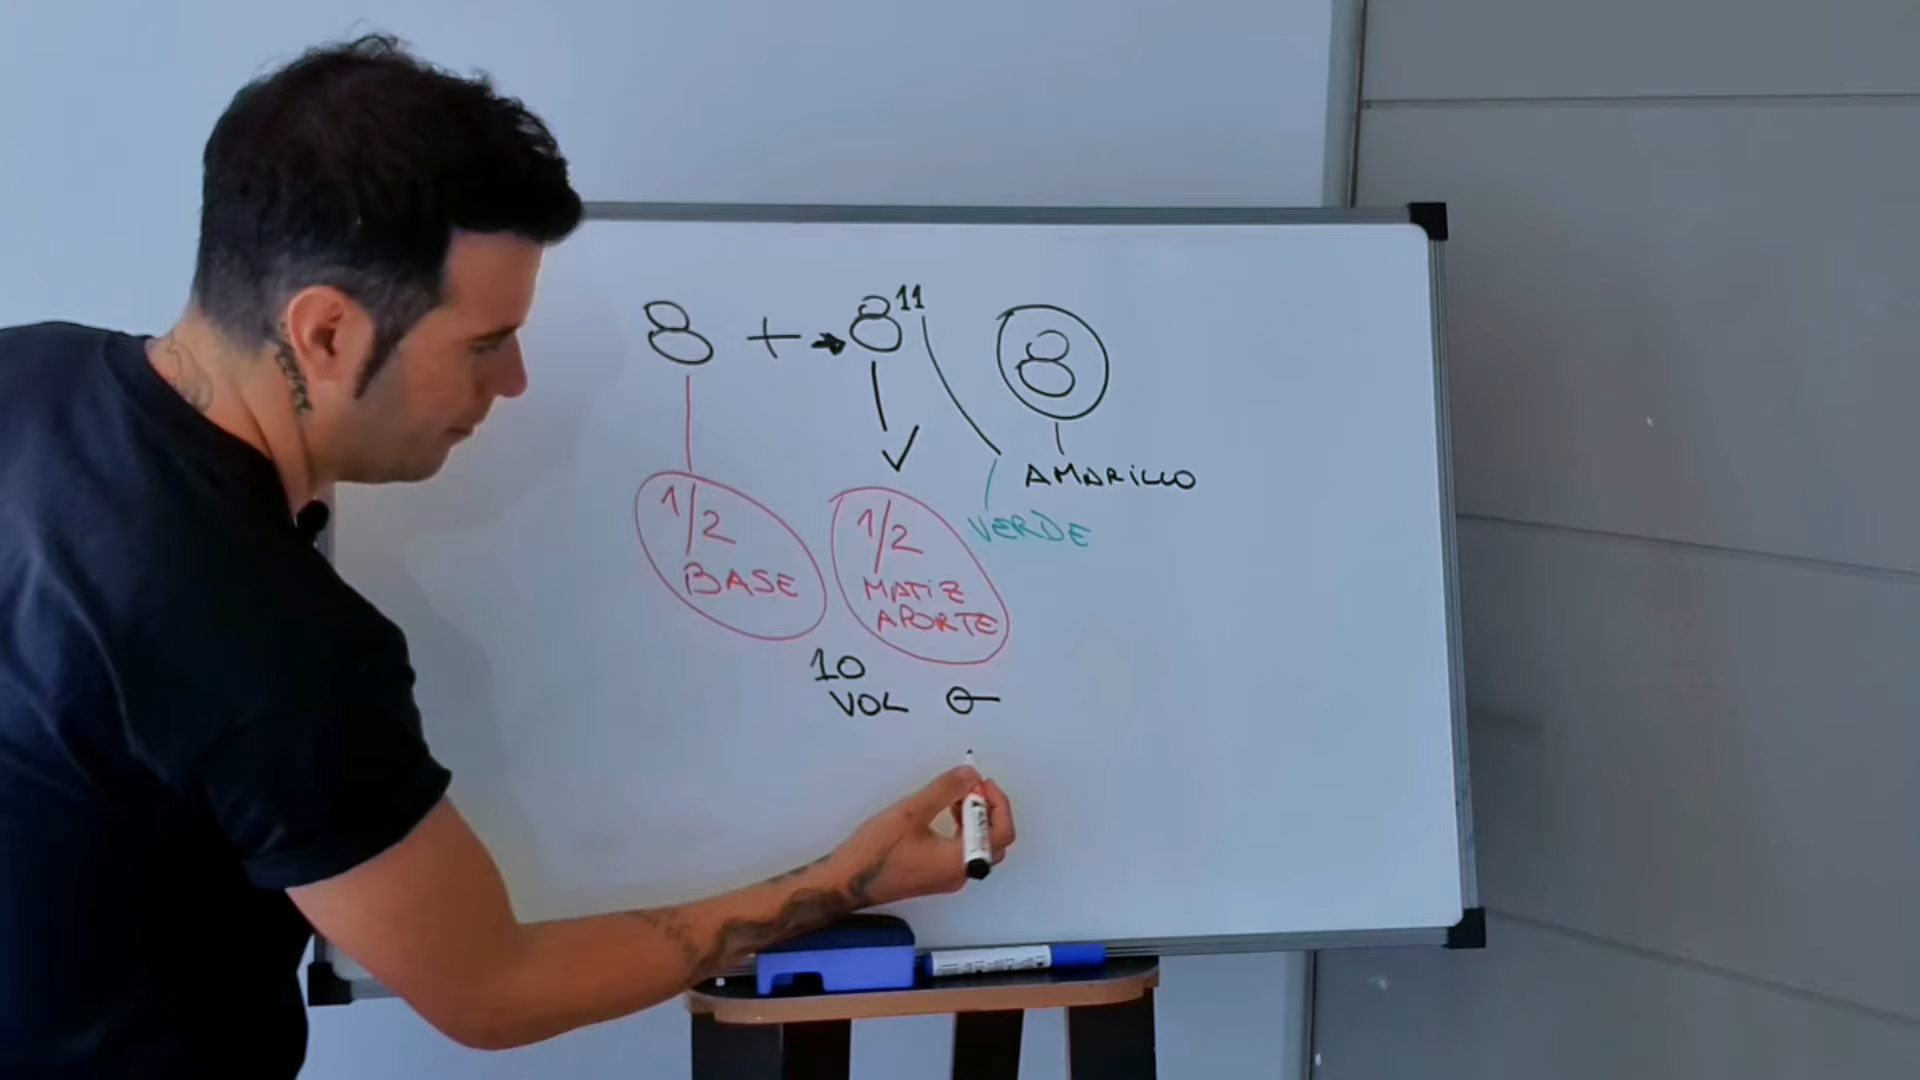 8 + 8 11 8
AMARILLO
VERDE
1/2
BASE
1/2
MATIZ
APORTE
10
VOL